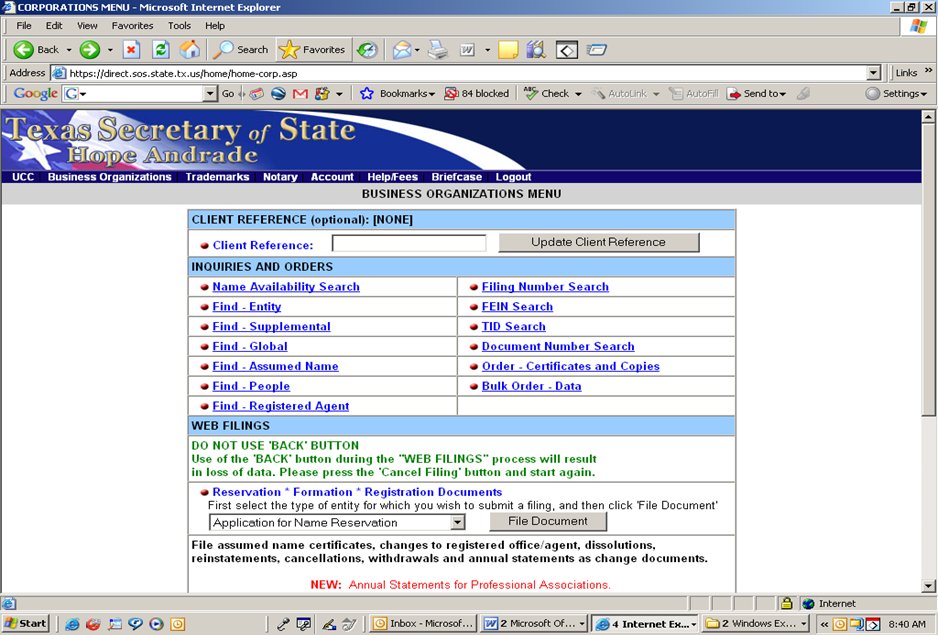 CORPORATIONS MENU - Microsoft Internet Explorer
File Edit View Favorites Tools Help
Back Search Favorites
Address https://direct.sos.state.tx.us/home/home-corp.asp Links »
Google G Go Bookmarks 84 blocked Check AutoLink AutoFill Send to Settings
Texas Secretary of State
Hope Andrade
UCC Business Organizations Trademarks Notary Account Help/Fees Briefcase Logout
BUSINESS ORGANIZATIONS MENU
CLIENT REFERENCE (optional): [NONE]
Client Reference: Update Client Reference
INQUIRIES AND ORDERS
Name Availability Search Filing Number Search
Find - Entity FEIN Search
Find - Supplemental TID Search
Find - Global Document Number Search
Find - Assumed Name Order - Certificates and Copies
Find - People Bulk Order - Data
Find - Registered Agent
WEB FILINGS
DO NOT USE 'BACK' BUTTON
Use of the 'BACK' button during the "WEB FILINGS" process will result
in loss of data. Please press the 'Cancel Filing' button and start again.
Reservation * Formation * Registration Documents
First select the type of entity for which you wish to submit a filing, and then click 'File Document'
Application for Name Reservation File Document
File assumed name certificates, changes to registered office/agent, dissolutions,
reinstatements, cancellations, withdrawals and annual statements as change documents.
NEW: Annual Statements for Professional Associations.
Internet
Start Inbox - Microsof... 2 Microsoft Of... 4 Internet Ex... 2 Windows Ex... « 8:40 AM